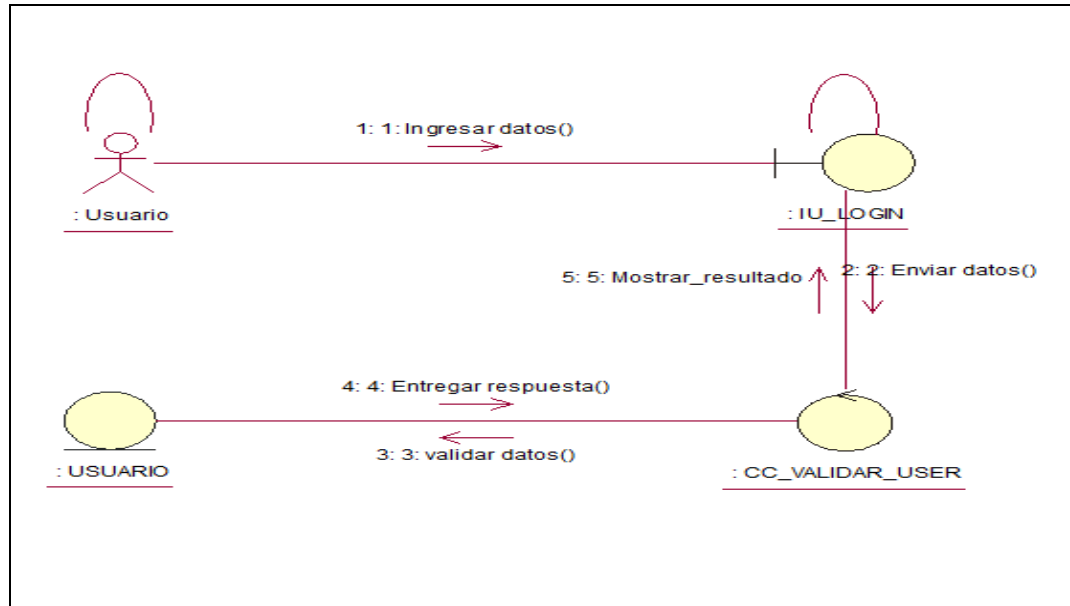 1: 1: Ingresar datos()
: Usuario
: IU_LOGIN
5: 5: Mostrar_resultado
2: 2: Enviar datos()
4: 4: Entregar respuesta()
3: 3: validar datos()
: USUARIO
: CC_VALIDAR_USER